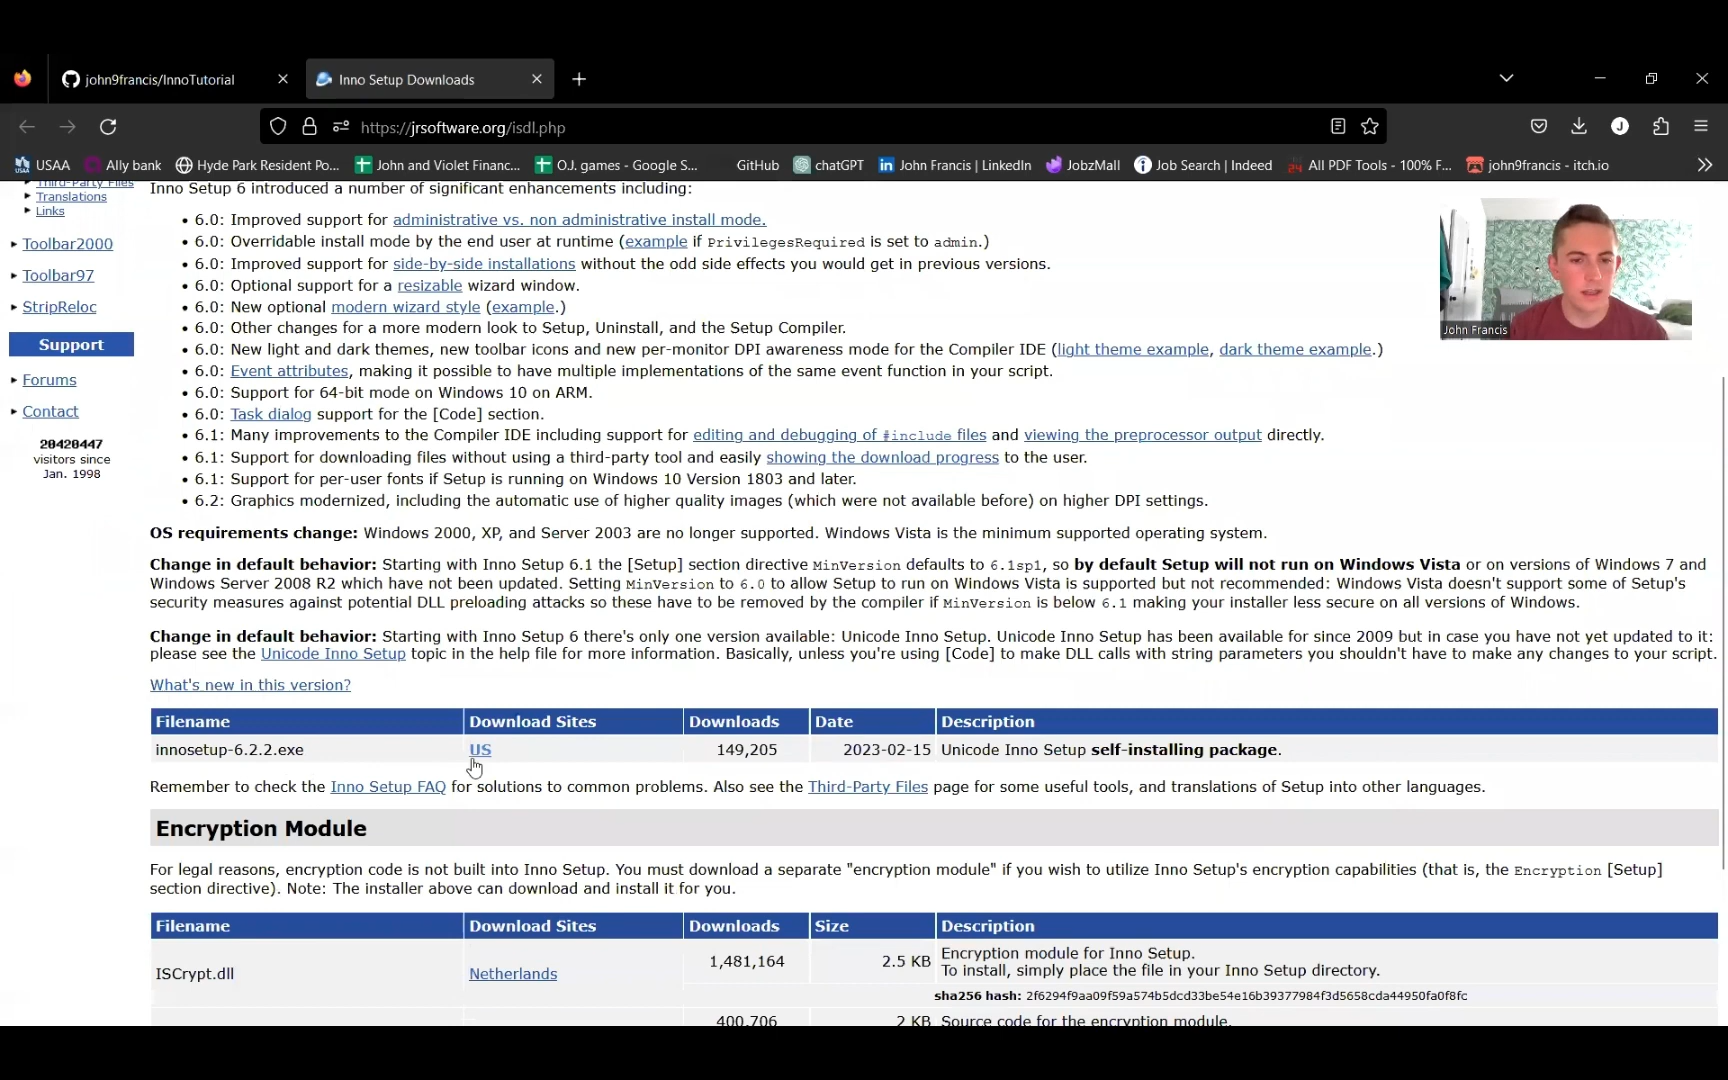 john9francis/InnoTutorial
Inno Setup Downloads
https://jrsoftware.org/isdl.php
USAA
Ally bank
Hyde Park Resident Po...
John and Violet Financ...
O.J. games - Google S...
GitHub
chatGPT
John Francis | LinkedIn
JobzMall
Job Search | Indeed
All PDF Tools - 100% F...
john9francis - itch.io
Third-Party Files
Translations
Links
Toolbar2000
Toolbar97
StripReloc
Support
Forums
Contact
20420447
visitors since
Jan. 1998
Inno Setup 6 introduced a number of significant enhancements including:
• 6.0: Improved support for administrative vs. non administrative install mode.
• 6.0: Overridable install mode by the end user at runtime (example if PrivilegesRequired is set to admin.)
• 6.0: Improved support for side-by-side installations without the odd side effects you would get in previous versions.
• 6.0: Optional support for a resizable wizard window.
• 6.0: New optional modern wizard style (example.)
• 6.0: Other changes for a more modern look to Setup, Uninstall, and the Setup Compiler.
• 6.0: New light and dark themes, new toolbar icons and new per-monitor DPI awareness mode for the Compiler IDE (light theme example, dark theme example.)
• 6.0: Event attributes, making it possible to have multiple implementations of the same event function in your script.
• 6.0: Support for 64-bit mode on Windows 10 on ARM.
• 6.0: Task dialog support for the [Code] section.
• 6.1: Many improvements to the Compiler IDE including support for editing and debugging of #include files and viewing the preprocessor output directly.
• 6.1: Support for downloading files without using a third-party tool and easily showing the download progress to the user.
• 6.1: Support for per-user fonts if Setup is running on Windows 10 Version 1803 and later.
• 6.2: Graphics modernized, including the automatic use of higher quality images (which were not available before) on higher DPI settings.
OS requirements change: Windows 2000, XP, and Server 2003 are no longer supported. Windows Vista is the minimum supported operating system.
Change in default behavior: Starting with Inno Setup 6.1 the [Setup] section directive MinVersion defaults to 6.1sp1, so by default Setup will not run on Windows Vista or on versions of Windows 7 and
Windows Server 2008 R2 which have not been updated. Setting MinVersion to 6.0 to allow Setup to run on Windows Vista is supported but not recommended: Windows Vista doesn't support some of Setup's
security measures against potential DLL preloading attacks so these have to be removed by the compiler if MinVersion is below 6.1 making your installer less secure on all versions of Windows.
Change in default behavior: Starting with Inno Setup 6 there's only one version available: Unicode Inno Setup. Unicode Inno Setup has been available for since 2009 but in case you have not yet updated to it:
please see the Unicode Inno Setup topic in the help file for more information. Basically, unless you're using [Code] to make DLL calls with string parameters you shouldn't have to make any changes to your script.
What's new in this version?
Filename Download Sites Downloads Date Description
innosetup-6.2.2.exe US 149,205 2023-02-15 Unicode Inno Setup self-installing package.
Remember to check the Inno Setup FAQ for solutions to common problems. Also see the Third-Party Files page for some useful tools, and translations of Setup into other languages.
Encryption Module
For legal reasons, encryption code is not built into Inno Setup. You must download a separate "encryption module" if you wish to utilize Inno Setup's encryption capabilities (that is, the Encryption [Setup]
section directive). Note: The installer above can download and install it for you.
Filename Download Sites Downloads Size Description
ISCrypt.dll Netherlands 1,481,164 2.5 KB Encryption module for Inno Setup.
To install, simply place the file in your Inno Setup directory.
sha256 hash: 2f6294f9aa09f59a574b5dcd33be54e16b39377984f3d5658cda44950fa0f8fc
400,706 2 KB Source code for the encryption module.
John Francis